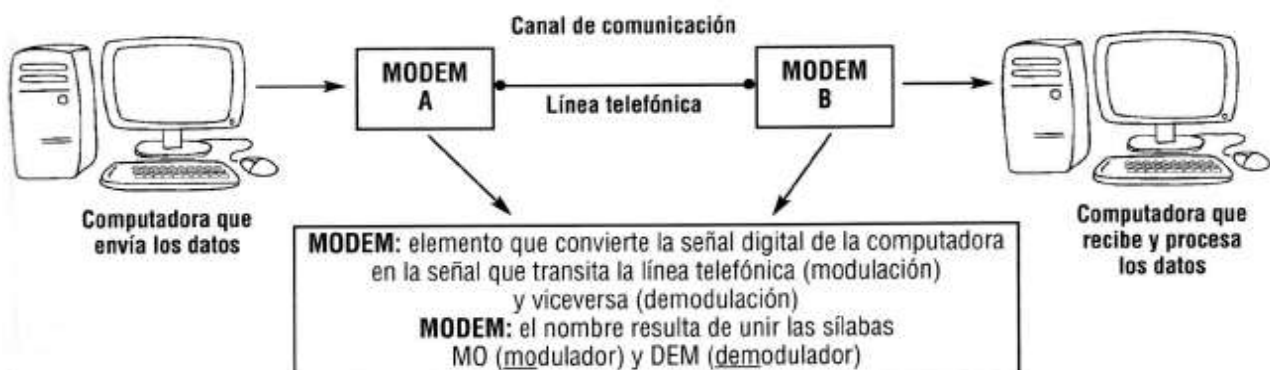 Canal de comunicación
MODEM
A
Línea telefónica
MODEM
B
Computadora que
envía los datos
Computadora que
recibe y procesa
los datos
MODEM: elemento que convierte la señal digital de la computadora
en la señal que transita la línea telefónica (modulación)
y viceversa (demodulación)
MODEM: el nombre resulta de unir las sílabas
MO (modulador) y DEM (demodulador)